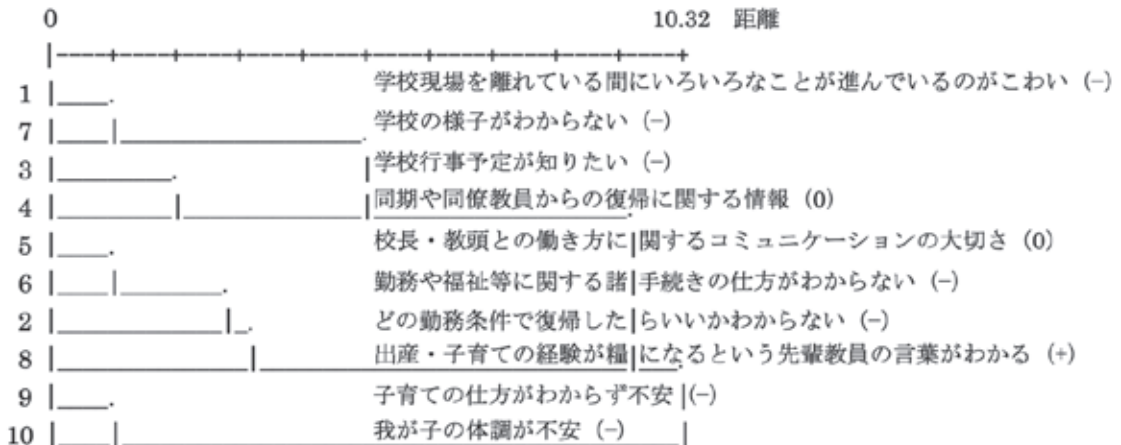 0 10.32 距離
1 学校現場を離れている間にいろいろなことが進んでいるのがこわい (−)
7 学校の様子がわからない (−)
3 学校行事予定が知りたい (−)
4 同期や同僚教員からの復帰に関する情報 (0)
5 校長・教頭との働き方に関するコミュニケーションの大切さ (0)
6 勤務や福祉等に関する諸手続きの仕方がわからない (−)
2 どの勤務条件で復帰したらいいかわからない (−)
8 出産・子育ての経験が糧になるという先輩教員の言葉がわかる (+)
9 子育ての仕方がわからず不安 (−)
10 我が子の体調が不安 (−)